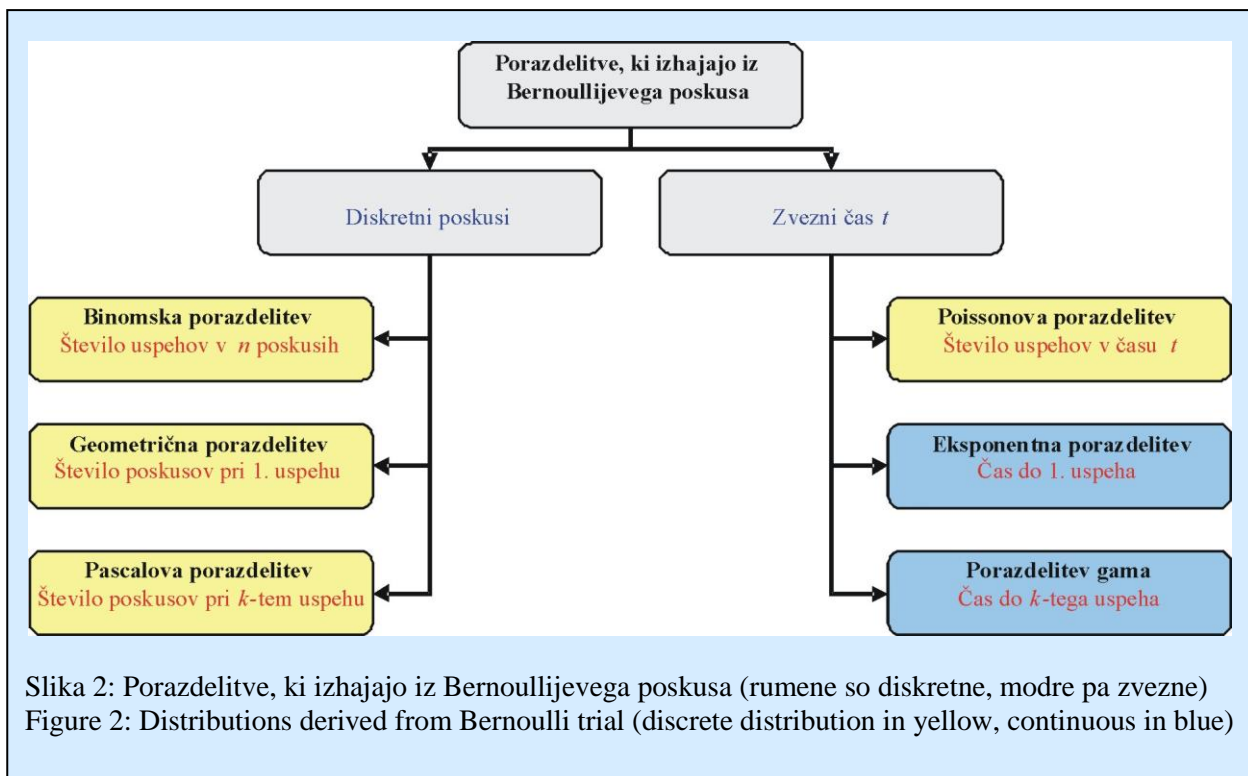 Porazdelitve, ki izhajajo iz
Bernoullijevega poskusa
Diskretni poskusi
Zvezni čas t
Binomska porazdelitev
Število uspehov v n poskusih
Poissonova porazdelitev
Število uspehov v času t
Geometrična porazdelitev
Število poskusov pri 1. uspehu
Eksponentna porazdelitev
Čas do 1. uspeha
Pascalova porazdelitev
Število poskusov pri k-tem uspehu
Porazdelitev gama
Čas do k-tega uspeha
Slika 2: Porazdelitve, ki izhajajo iz Bernoullijevega poskusa (rumene so diskretne, modre pa zvezne)
Figure 2: Distributions derived from Bernoulli trial (discrete distribution in yellow, continuous in blue)